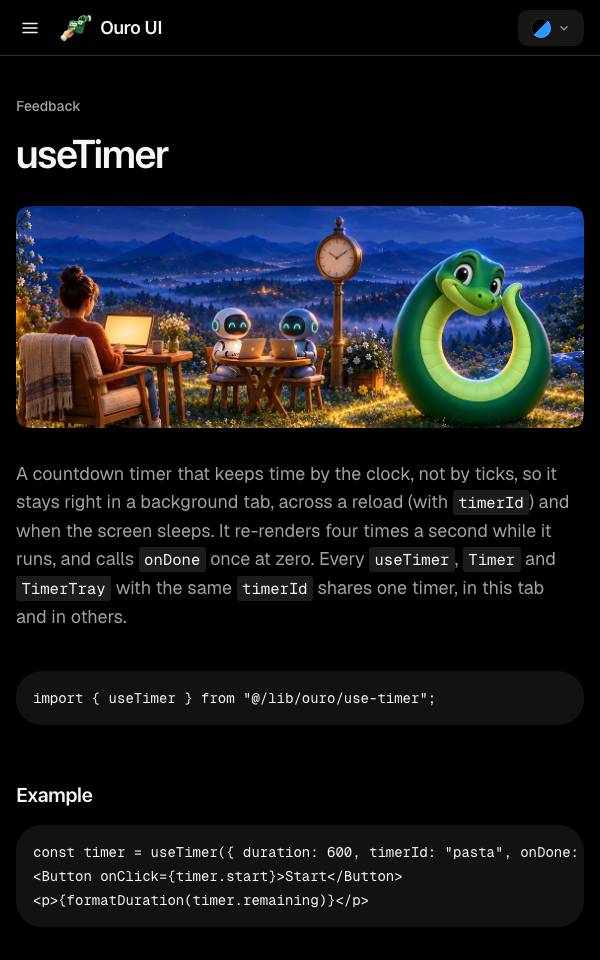 Ouro UI
Feedback
useTimer
A countdown timer that keeps time by the clock, not by ticks, so it
stays right in a background tab, across a reload (with timerId) and
when the screen sleeps. It re-renders four times a second while it
runs, and calls onDone once at zero. Every useTimer, Timer and
TimerTray with the same timerId shares one timer, in this tab
and in others.
import { useTimer } from "@/lib/ouro/use-timer";
Example
const timer = useTimer({ duration: 600, timerId: "pasta", onDone:
<Button onClick={timer.start}>Start</Button>
<p>{formatDuration(timer.remaining)}</p>